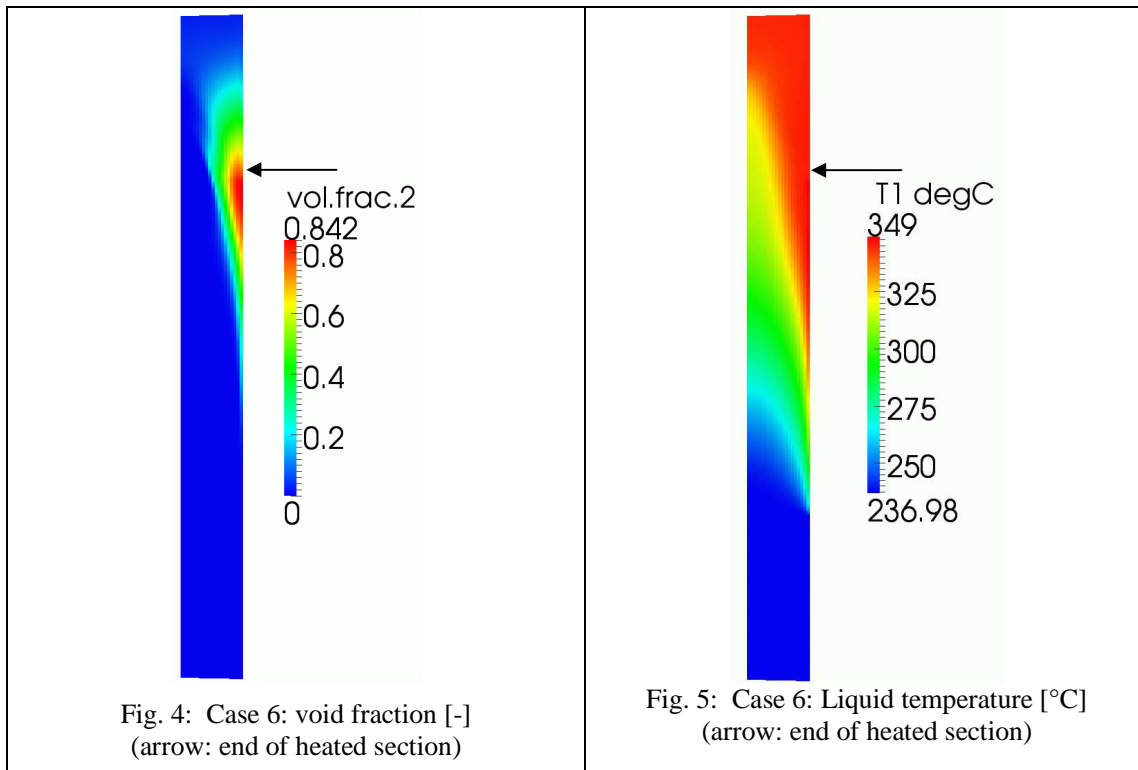 vol.frac.2
0.842
0.8
0.6
0.4
0.2
0
Fig. 4: Case 6: void fraction [-]
(arrow: end of heated section)
T1 degC
349
325
300
275
250
236.98
Fig. 5: Case 6: Liquid temperature [°C]
(arrow: end of heated section)